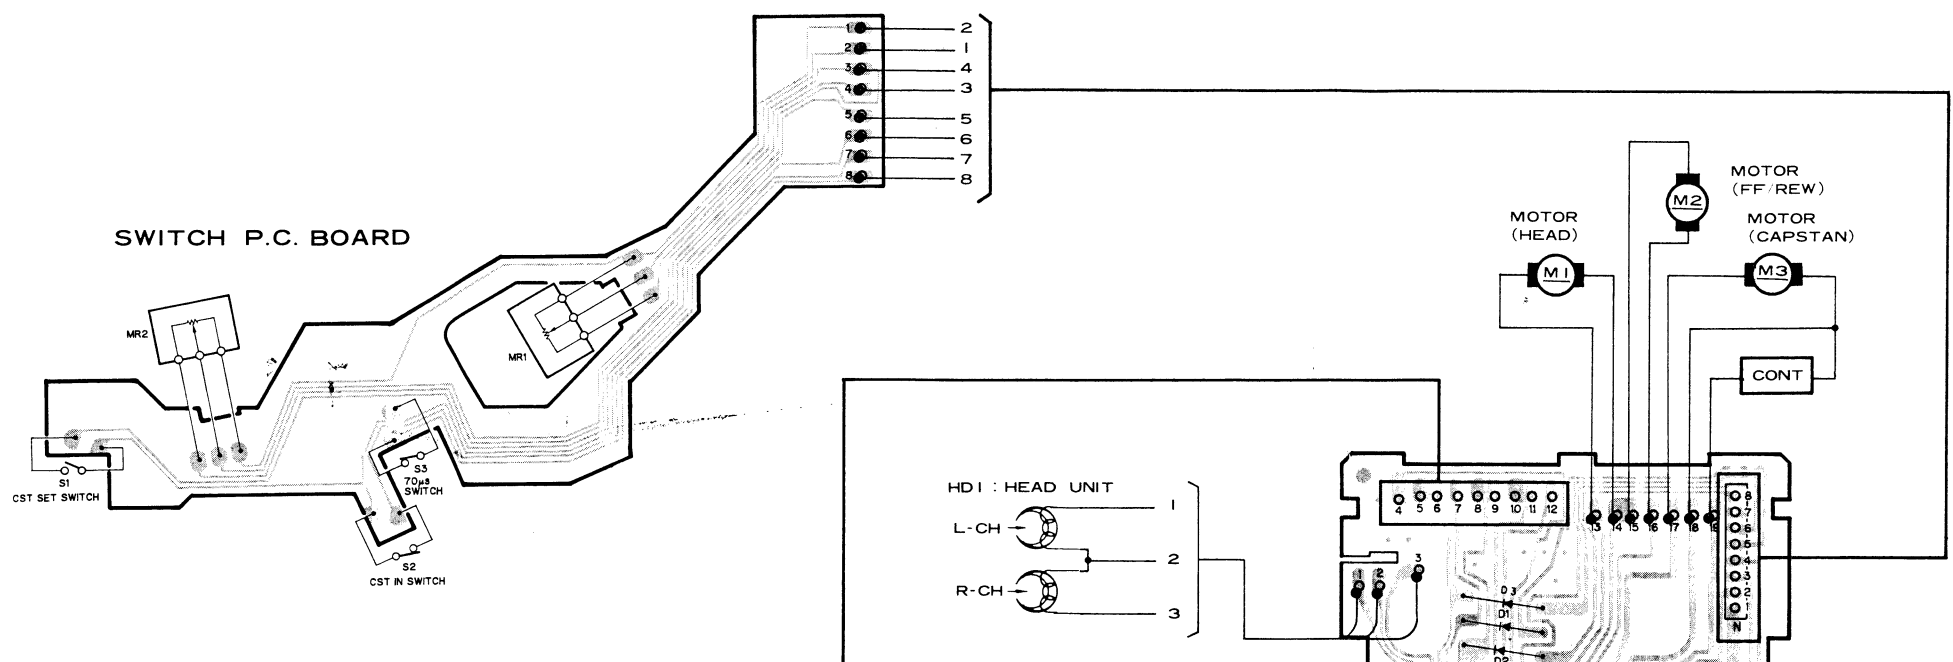 1 2
2 1
3 4
4 3
5 5
6 6
7 7
8 8
SWITCH P.C. BOARD
MOTOR
(FF/REW)
M2
MOTOR
(HEAD)
M1
MOTOR
(CAPSTAN)
M3
CONT
MR2
MR1
S1
CST SET SWITCH
S3
70µs
SWITCH
S2
CST IN SWITCH
HD1 : HEAD UNIT
L-CH
R-CH
1
2
3
4 5 6 7 8 9 10 11 12
13 14 15 16 17 18 19
8
7
6
5
4
3
2
1
N
1 2 3
D3
D1
D2